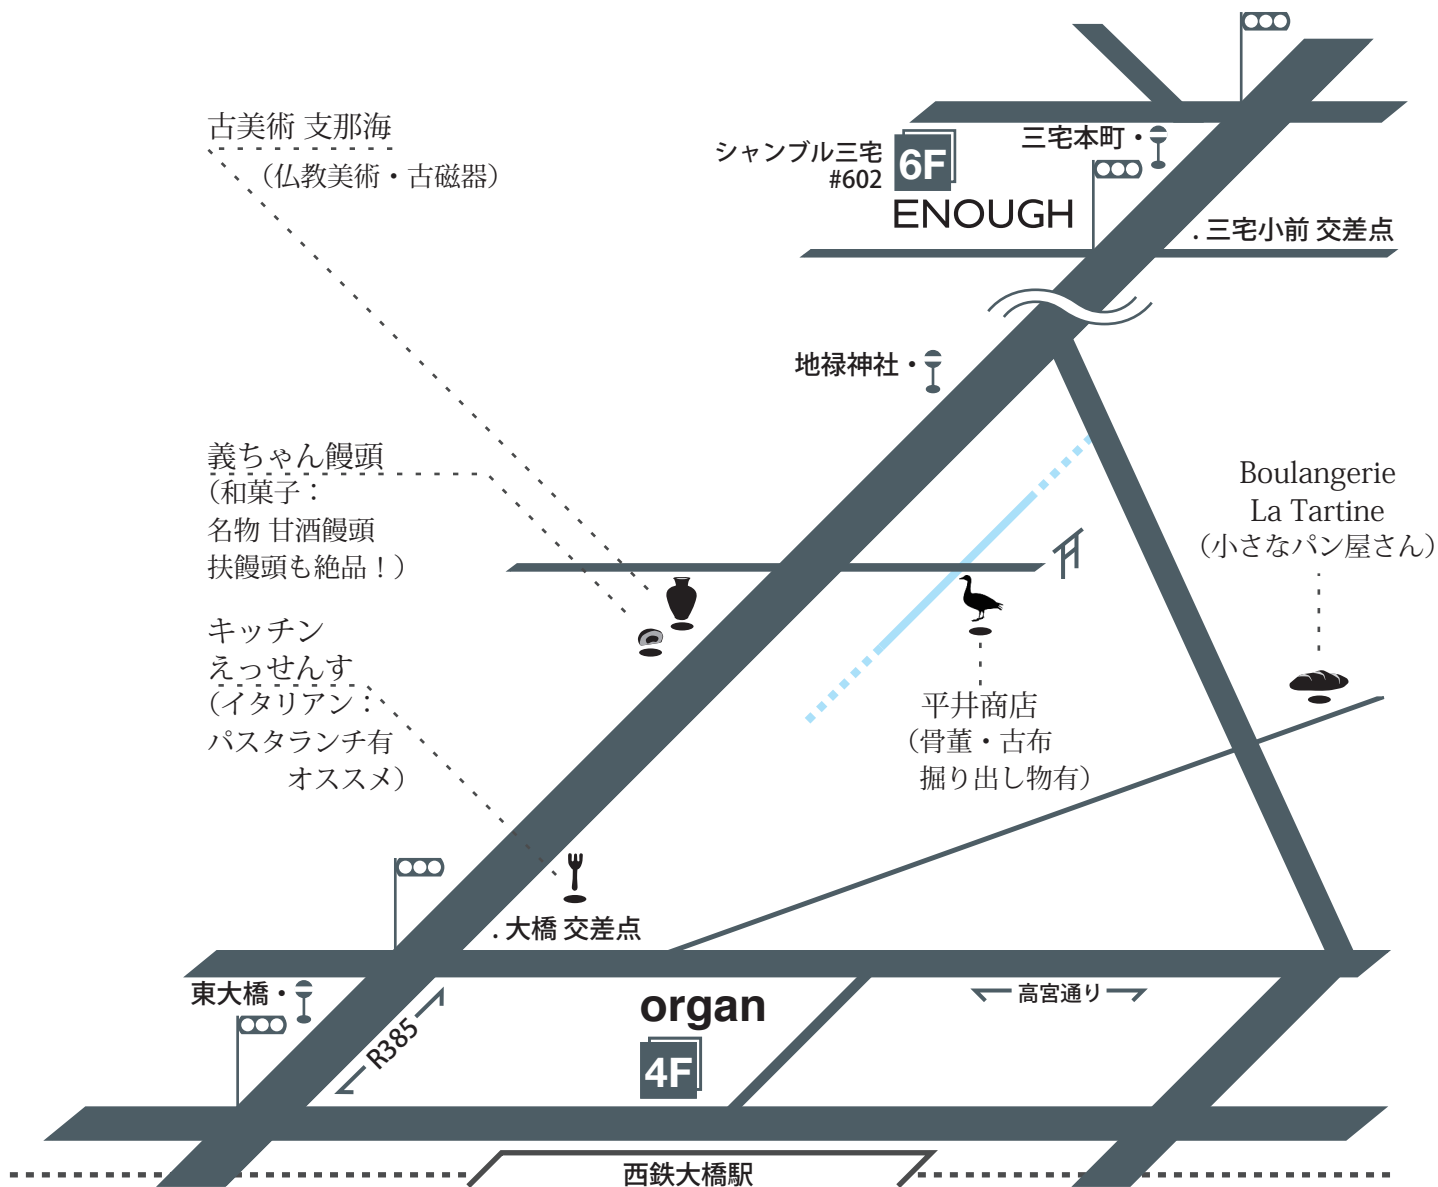 古美術 支那海
（仏教美術・古磁器）
シャンブル三宅
#602
6F
ENOUGH
三宅本町・
. 三宅小前 交差点
地禄神社・
義ちゃん饅頭
（和菓子：
名物 甘酒饅頭
扶饅頭も絶品！）
Boulangerie
La Tartine
（小さなパン屋さん）
キッチン
えっせんす
（イタリアン：
パスタランチ有
オススメ）
平井商店
（骨董・古布
掘り出し物有）
. 大橋 交差点
東大橋・
R385
organ
4F
高宮通り
西鉄大橋駅